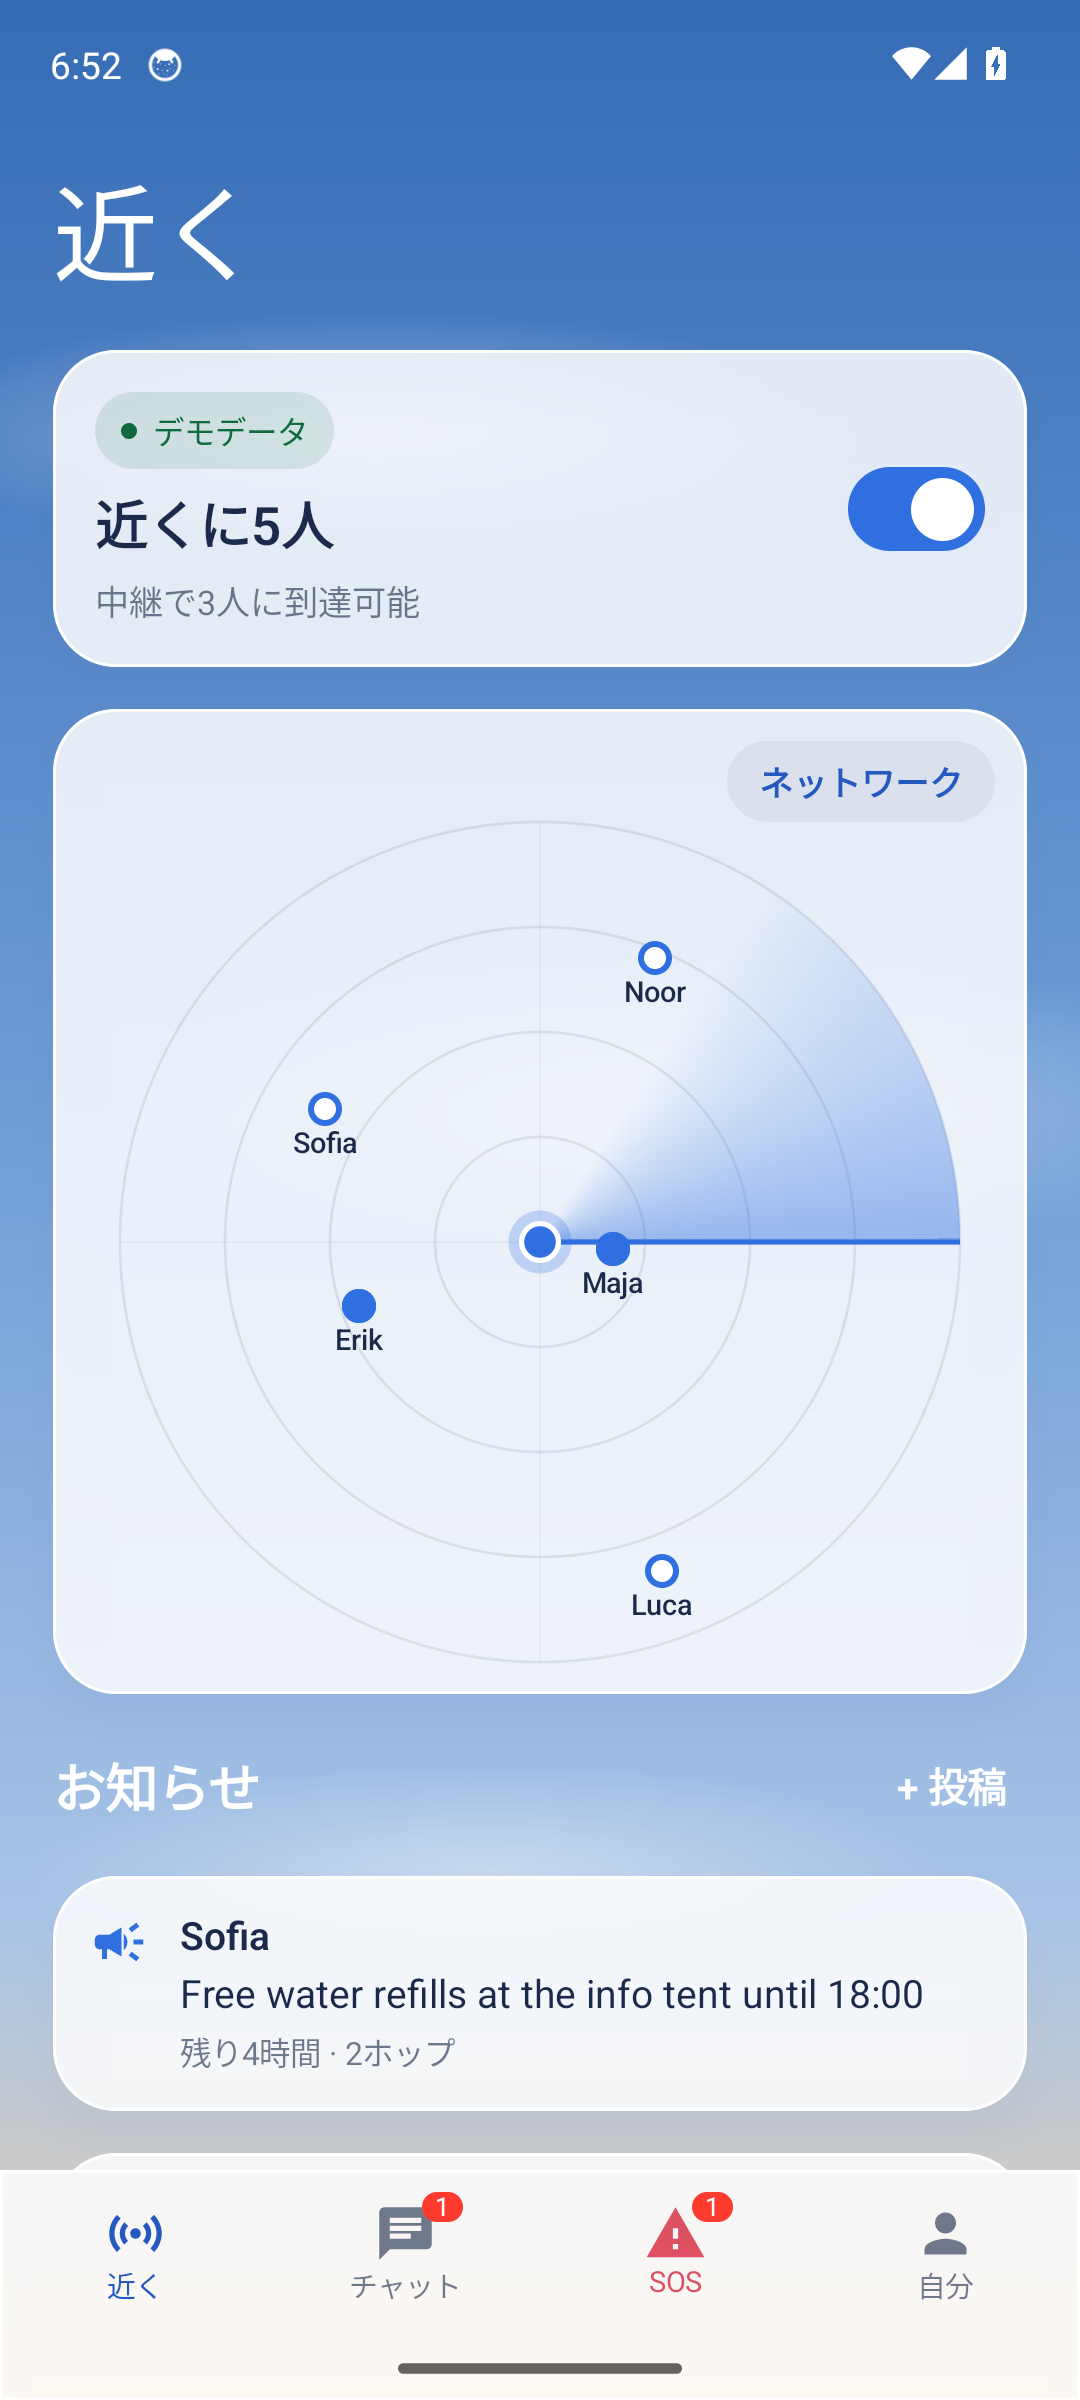 6:52
近く
デモデータ
近くに5人
中継で3人に到達可能
ネットワーク
Noor
Sofia
Maja
Erik
Luca
お知らせ
+ 投稿
Sofia
Free water refills at the info tent until 18:00
残り4時間 · 2ホップ
1
1
近く
チャット
SOS
自分